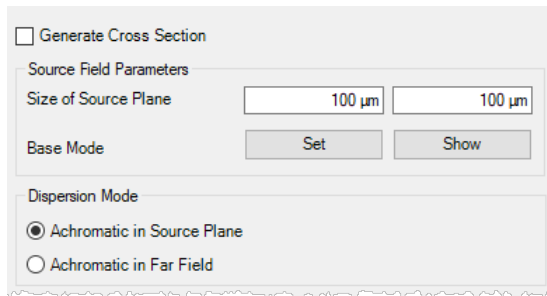 Generate Cross Section
Source Field Parameters
Size of Source Plane 100 µm 100 µm
Base Mode Set Show
Dispersion Mode
Achromatic in Source Plane
Achromatic in Far Field